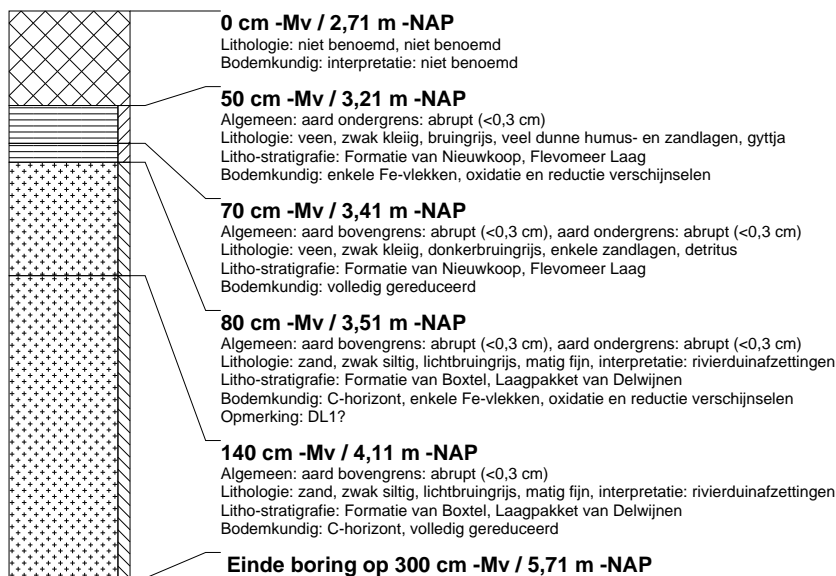 0 cm -Mv / 2,71 m -NAP
Lithologie: niet benoemd, niet benoemd
Bodemkundig: interpretatie: niet benoemd
50 cm -Mv / 3,21 m -NAP
Algemeen: aard ondergrens: abrupt (<0,3 cm)
Lithologie: veen, zwak kleiig, bruingrijs, veel dunne humus- en zandlagen, gyttja
Litho-stratigrafie: Formatie van Nieuwkoop, Flevomeer Laag
Bodemkundig: enkele Fe-vlekken, oxidatie en reductie verschijnselen
70 cm -Mv / 3,41 m -NAP
Algemeen: aard bovengrens: abrupt (<0,3 cm), aard ondergrens: abrupt (<0,3 cm)
Lithologie: veen, zwak kleiig, donkerbruingrijs, enkele zandlagen, detritus
Litho-stratigrafie: Formatie van Nieuwkoop, Flevomeer Laag
Bodemkundig: volledig gereduceerd
80 cm -Mv / 3,51 m -NAP
Algemeen: aard bovengrens: abrupt (<0,3 cm), aard ondergrens: abrupt (<0,3 cm)
Lithologie: zand, zwak siltig, lichtbruingrijs, matig fijn, interpretatie: rivierduinafzettingen
Litho-stratigrafie: Formatie van Boxtel, Laagpakket van Delwijnen
Bodemkundig: C-horizont, enkele Fe-vlekken, oxidatie en reductie verschijnselen
Opmerking: DL1?
140 cm -Mv / 4,11 m -NAP
Algemeen: aard bovengrens: abrupt (<0,3 cm)
Lithologie: zand, zwak siltig, lichtbruingrijs, matig fijn, interpretatie: rivierduinafzettingen
Litho-stratigrafie: Formatie van Boxtel, Laagpakket van Delwijnen
Bodemkundig: C-horizont, volledig gereduceerd
Einde boring op 300 cm -Mv / 5,71 m -NAP